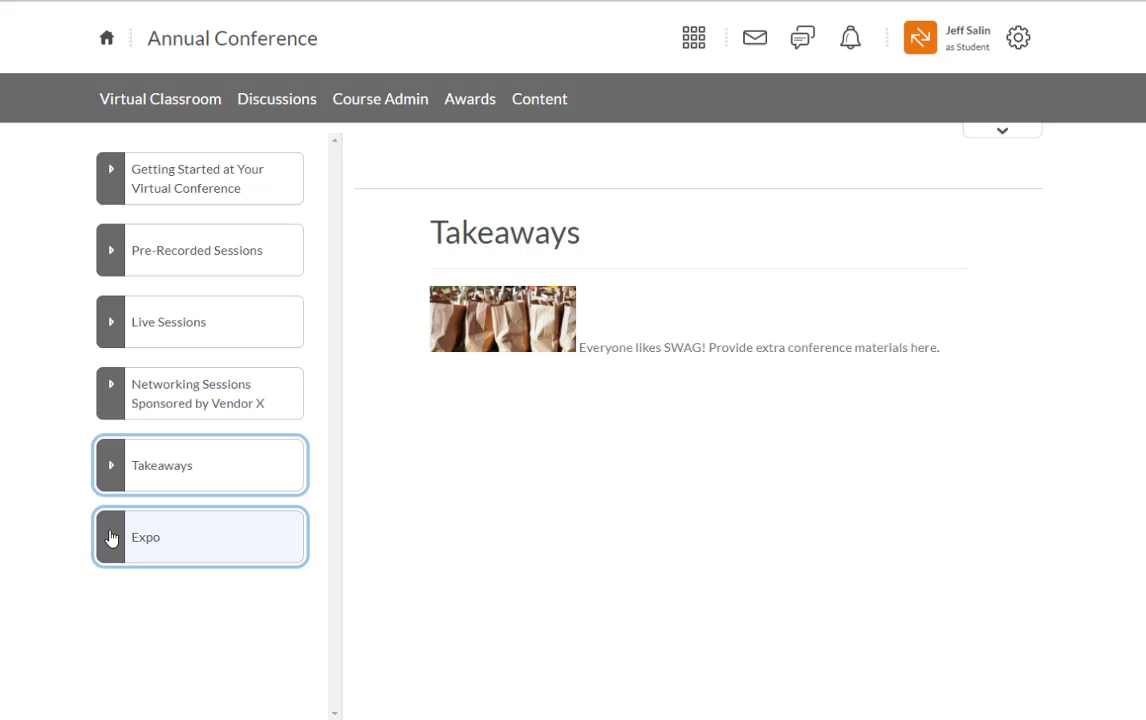 Annual Conference
Jeff Salin
as Student
Virtual Classroom Discussions Course Admin Awards Content
Getting Started at Your
Virtual Conference
Pre-Recorded Sessions
Live Sessions
Networking Sessions
Sponsored by Vendor X
Takeaways
Expo
Takeaways
Everyone likes SWAG! Provide extra conference materials here.